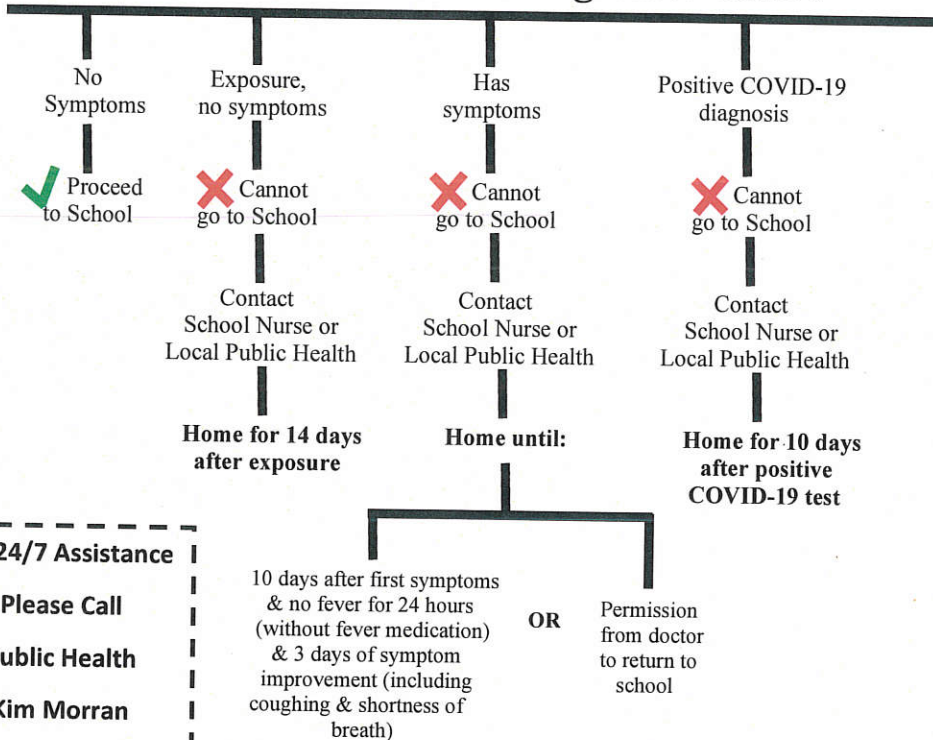 No
Symptoms
Proceed
to School
Exposure,
no symptoms
Cannot
go to School
Contact
School Nurse or
Local Public Health
Home for 14 days
after exposure
Has
symptoms
Cannot
go to School
Contact
School Nurse or
Local Public Health
Home until:
10 days after first symptoms
& no fever for 24 hours
(without fever medication)
& 3 days of symptom
improvement (including
coughing & shortness of
breath)
OR
Permission
from doctor
to return to
school
Positive COVID-19
diagnosis
Cannot
go to School
Contact
School Nurse or
Local Public Health
Home for 10 days
after positive
COVID-19 test
24/7 Assistance
Please Call
ublic Health
Kim Morran